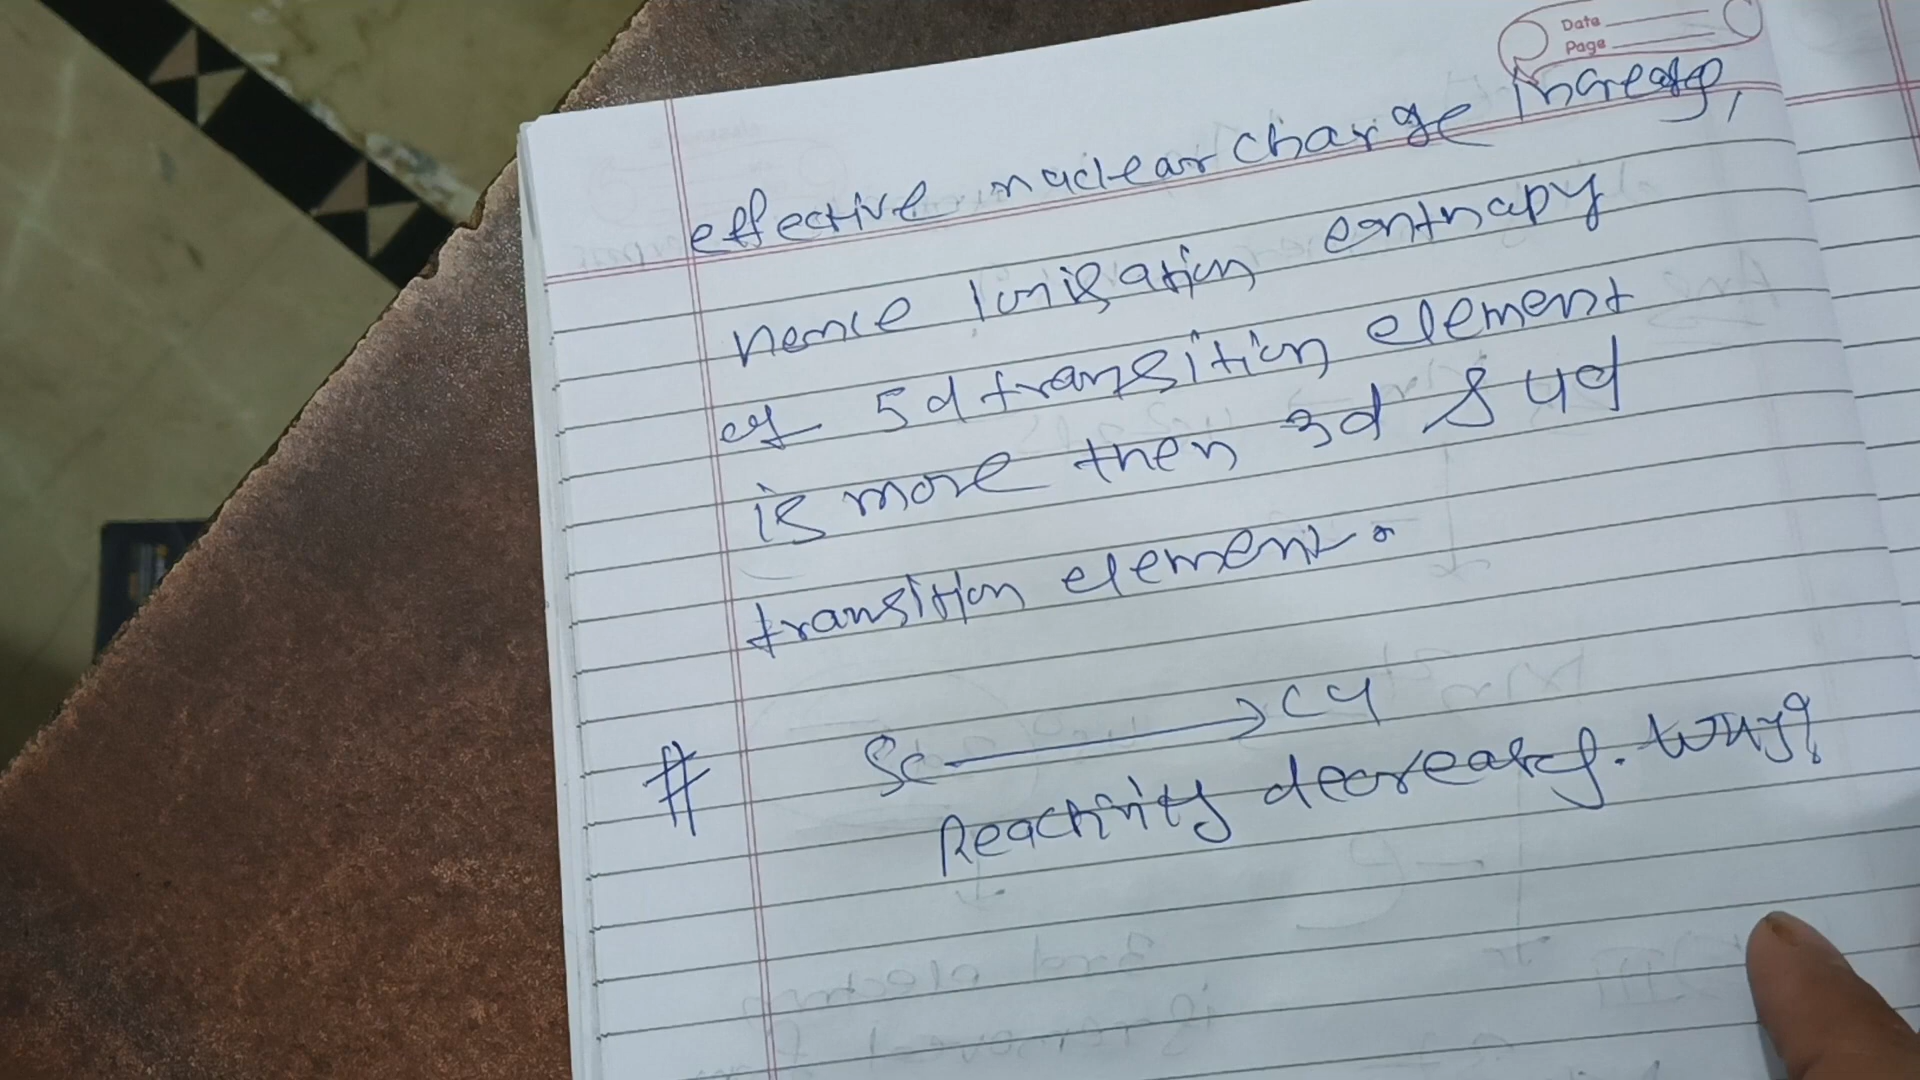 Date
Page
effective nuclear charge increases,
hence Ionisation enthapy
of 5d transition element
is more then 3d & 4d
transition element.
# Sc → Cu
Reactivity decreases. Why?